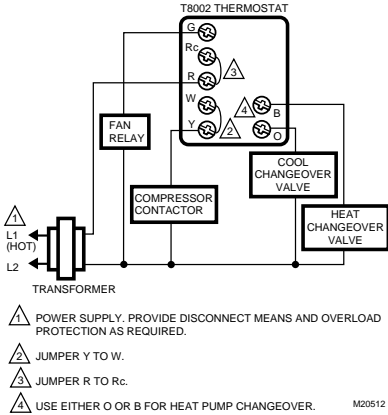 T8002 THERMOSTAT
G
Rc
R
3
W
4
B
Y
2
O
FAN
RELAY
COOL
CHANGEOVER
VALVE
COMPRESSOR
CONTACTOR
1
L1
(HOT)
HEAT
CHANGEOVER
VALVE
L2
TRANSFORMER
1 POWER SUPPLY. PROVIDE DISCONNECT MEANS AND OVERLOAD
PROTECTION AS REQUIRED.
2 JUMPER Y TO W.
3 JUMPER R TO Rc.
4 USE EITHER O OR B FOR HEAT PUMP CHANGEOVER.
M20512